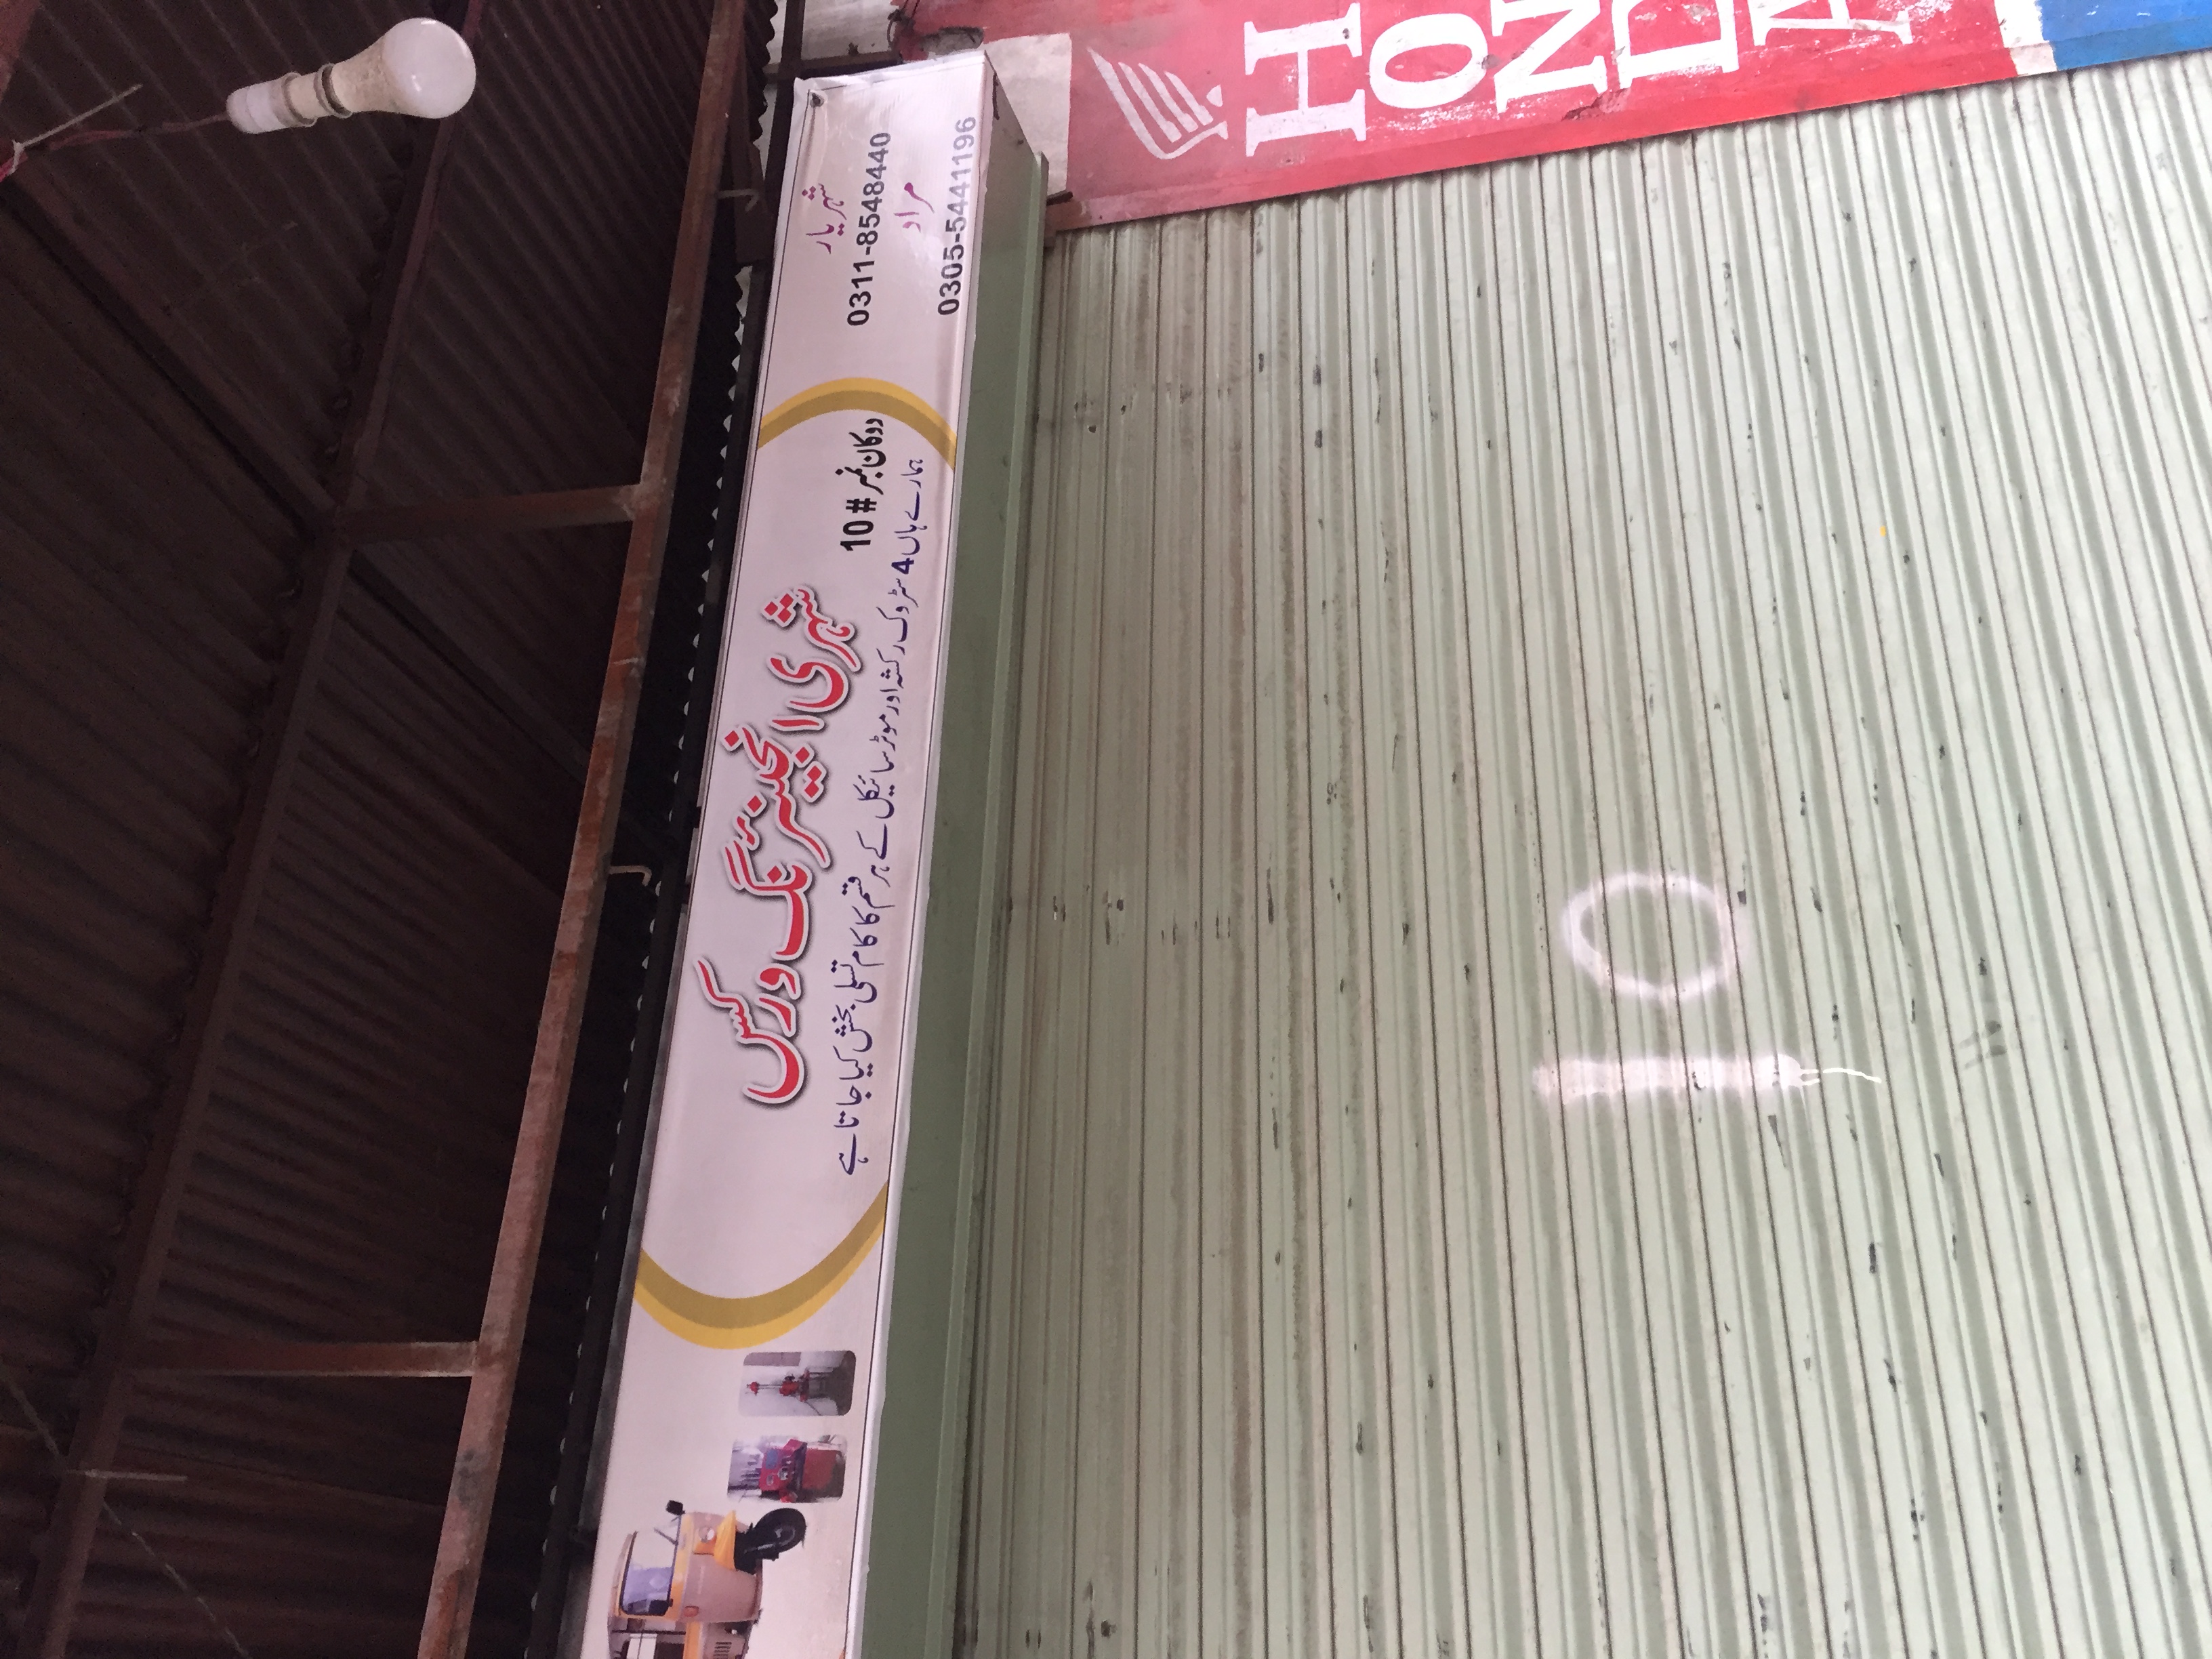 شہریار
0311-8548440
مراد
0305-5441196
دوکان نمبر # 10
شہری انجینئرنگ ورکس
ہمارے ہاں 4 سٹروک رکشہ اور موٹر سائیکل کے ہر قسم کا کام تسلی بخش کیا جاتا ہے
HONDA
10